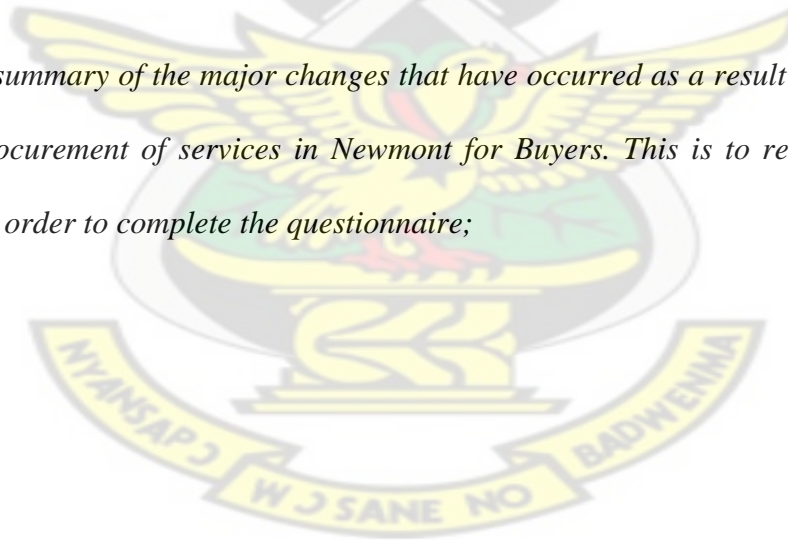 summary of the major changes that have occurred as a result
ocurement of services in Newmont for Buyers. This is to re
order to complete the questionnaire;
NYANSAPƆ
WƆ SANE NO
BADWENMA